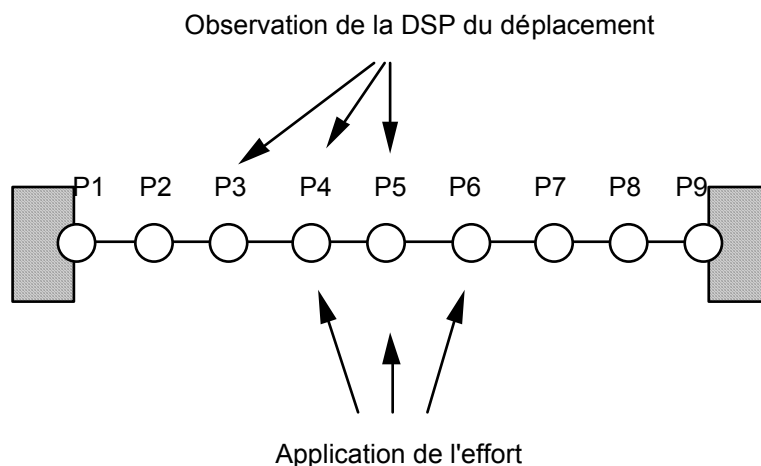 Observation de la DSP du déplacement
P1 P2 P3 P4 P5 P6 P7 P8 P9
Application de l'effort